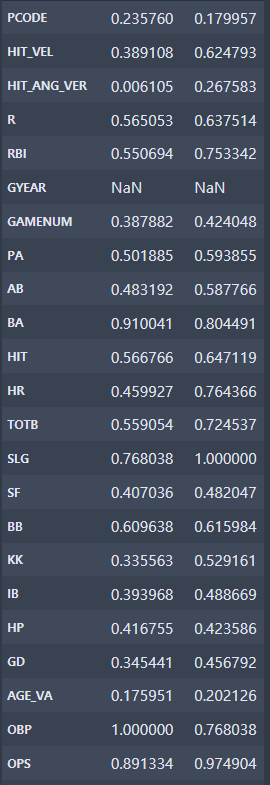 PCODE 0.235760 0.179957
HIT_VEL 0.389108 0.624793
HIT_ANG_VER 0.006105 0.267583
R 0.565053 0.637514
RBI 0.550694 0.753342
GYEAR NaN NaN
GAMENUM 0.387882 0.424048
PA 0.501885 0.593855
AB 0.483192 0.587766
BA 0.910041 0.804491
HIT 0.566766 0.647119
HR 0.459927 0.764366
TOTB 0.559054 0.724537
SLG 0.768038 1.000000
SF 0.407036 0.482047
BB 0.609638 0.615984
KK 0.335563 0.529161
IB 0.393968 0.488669
HP 0.416755 0.423586
GD 0.345441 0.456792
AGE_VA 0.175951 0.202126
OBP 1.000000 0.768038
OPS 0.891334 0.974904